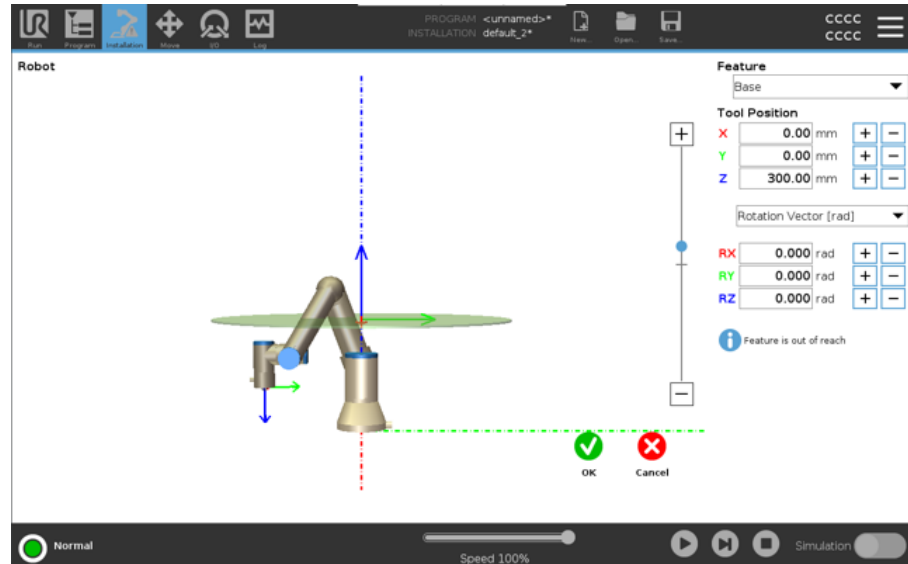 UR
PROGRAM <unnamed>*
INSTALLATION default_2*
Run Program Installation Move I/O Log
New... Open... Save...
cccc
cccc
Robot
Feature
Base
Tool Position
X 0.00 mm + −
Y 0.00 mm + −
Z 300.00 mm + −
Rotation Vector [rad]
RX 0.000 rad + −
RY 0.000 rad + −
RZ 0.000 rad + −
i Feature is out of reach
+
−
OK Cancel
Normal
Speed 100%
Simulation